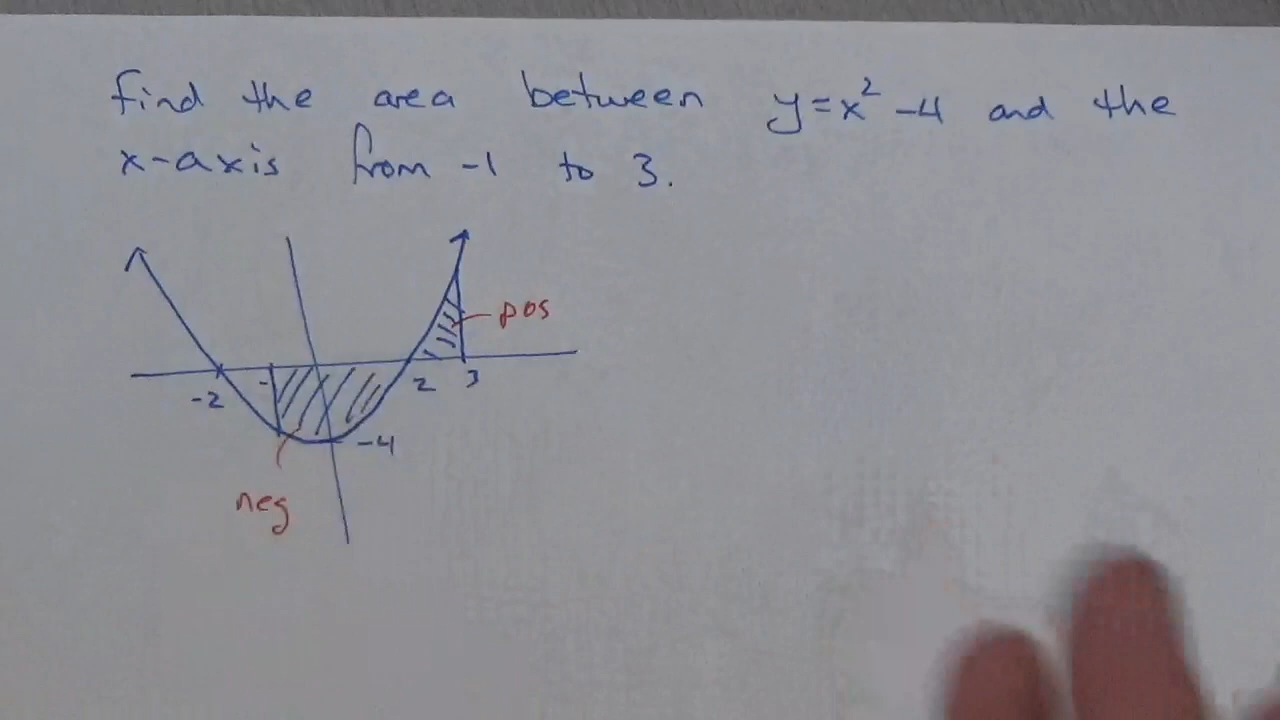 find the area between y=x²-4 and the
x-axis from -1 to 3.
pos
-2
-
2
3
-4
neg